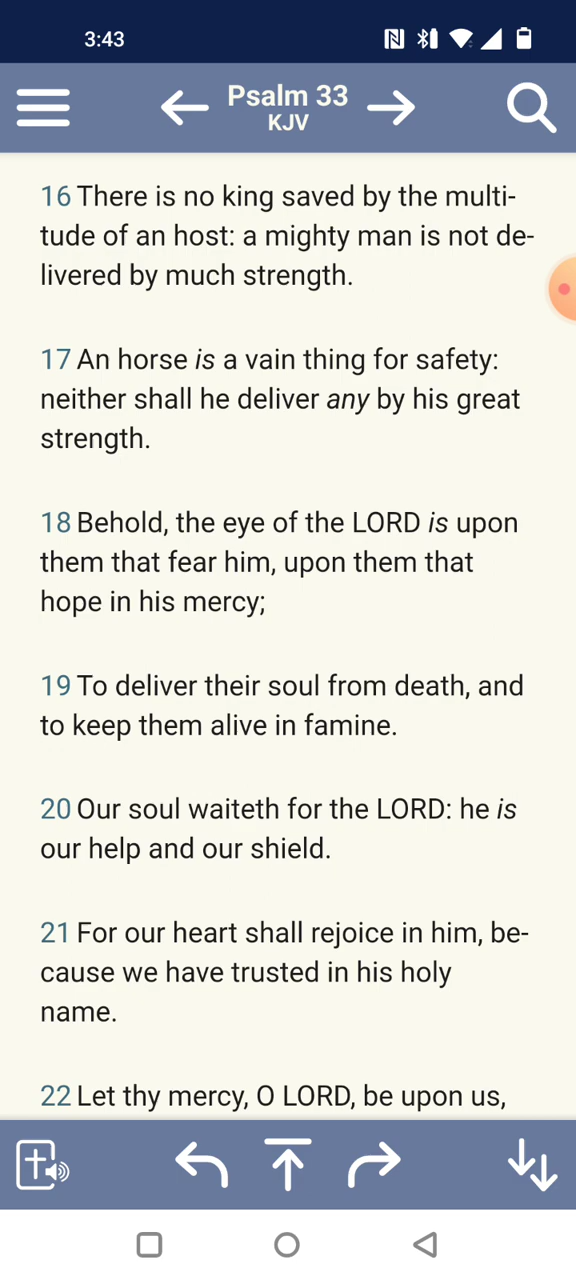 3:43
Psalm 33
KJV
16 There is no king saved by the multi-
tude of an host: a mighty man is not de-
livered by much strength.
17 An horse is a vain thing for safety:
neither shall he deliver any by his great
strength.
18 Behold, the eye of the LORD is upon
them that fear him, upon them that
hope in his mercy;
19 To deliver their soul from death, and
to keep them alive in famine.
20 Our soul waiteth for the LORD: he is
our help and our shield.
21 For our heart shall rejoice in him, be-
cause we have trusted in his holy
name.
22 Let thy mercy, O LORD, be upon us,